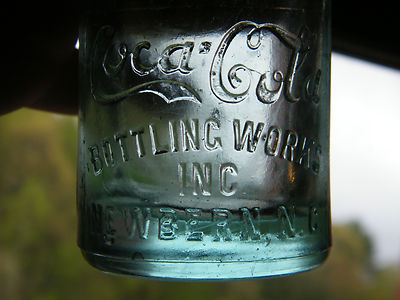 Coca-Cola
BOTTLING WORKS
INC
NEWBERN, N.C